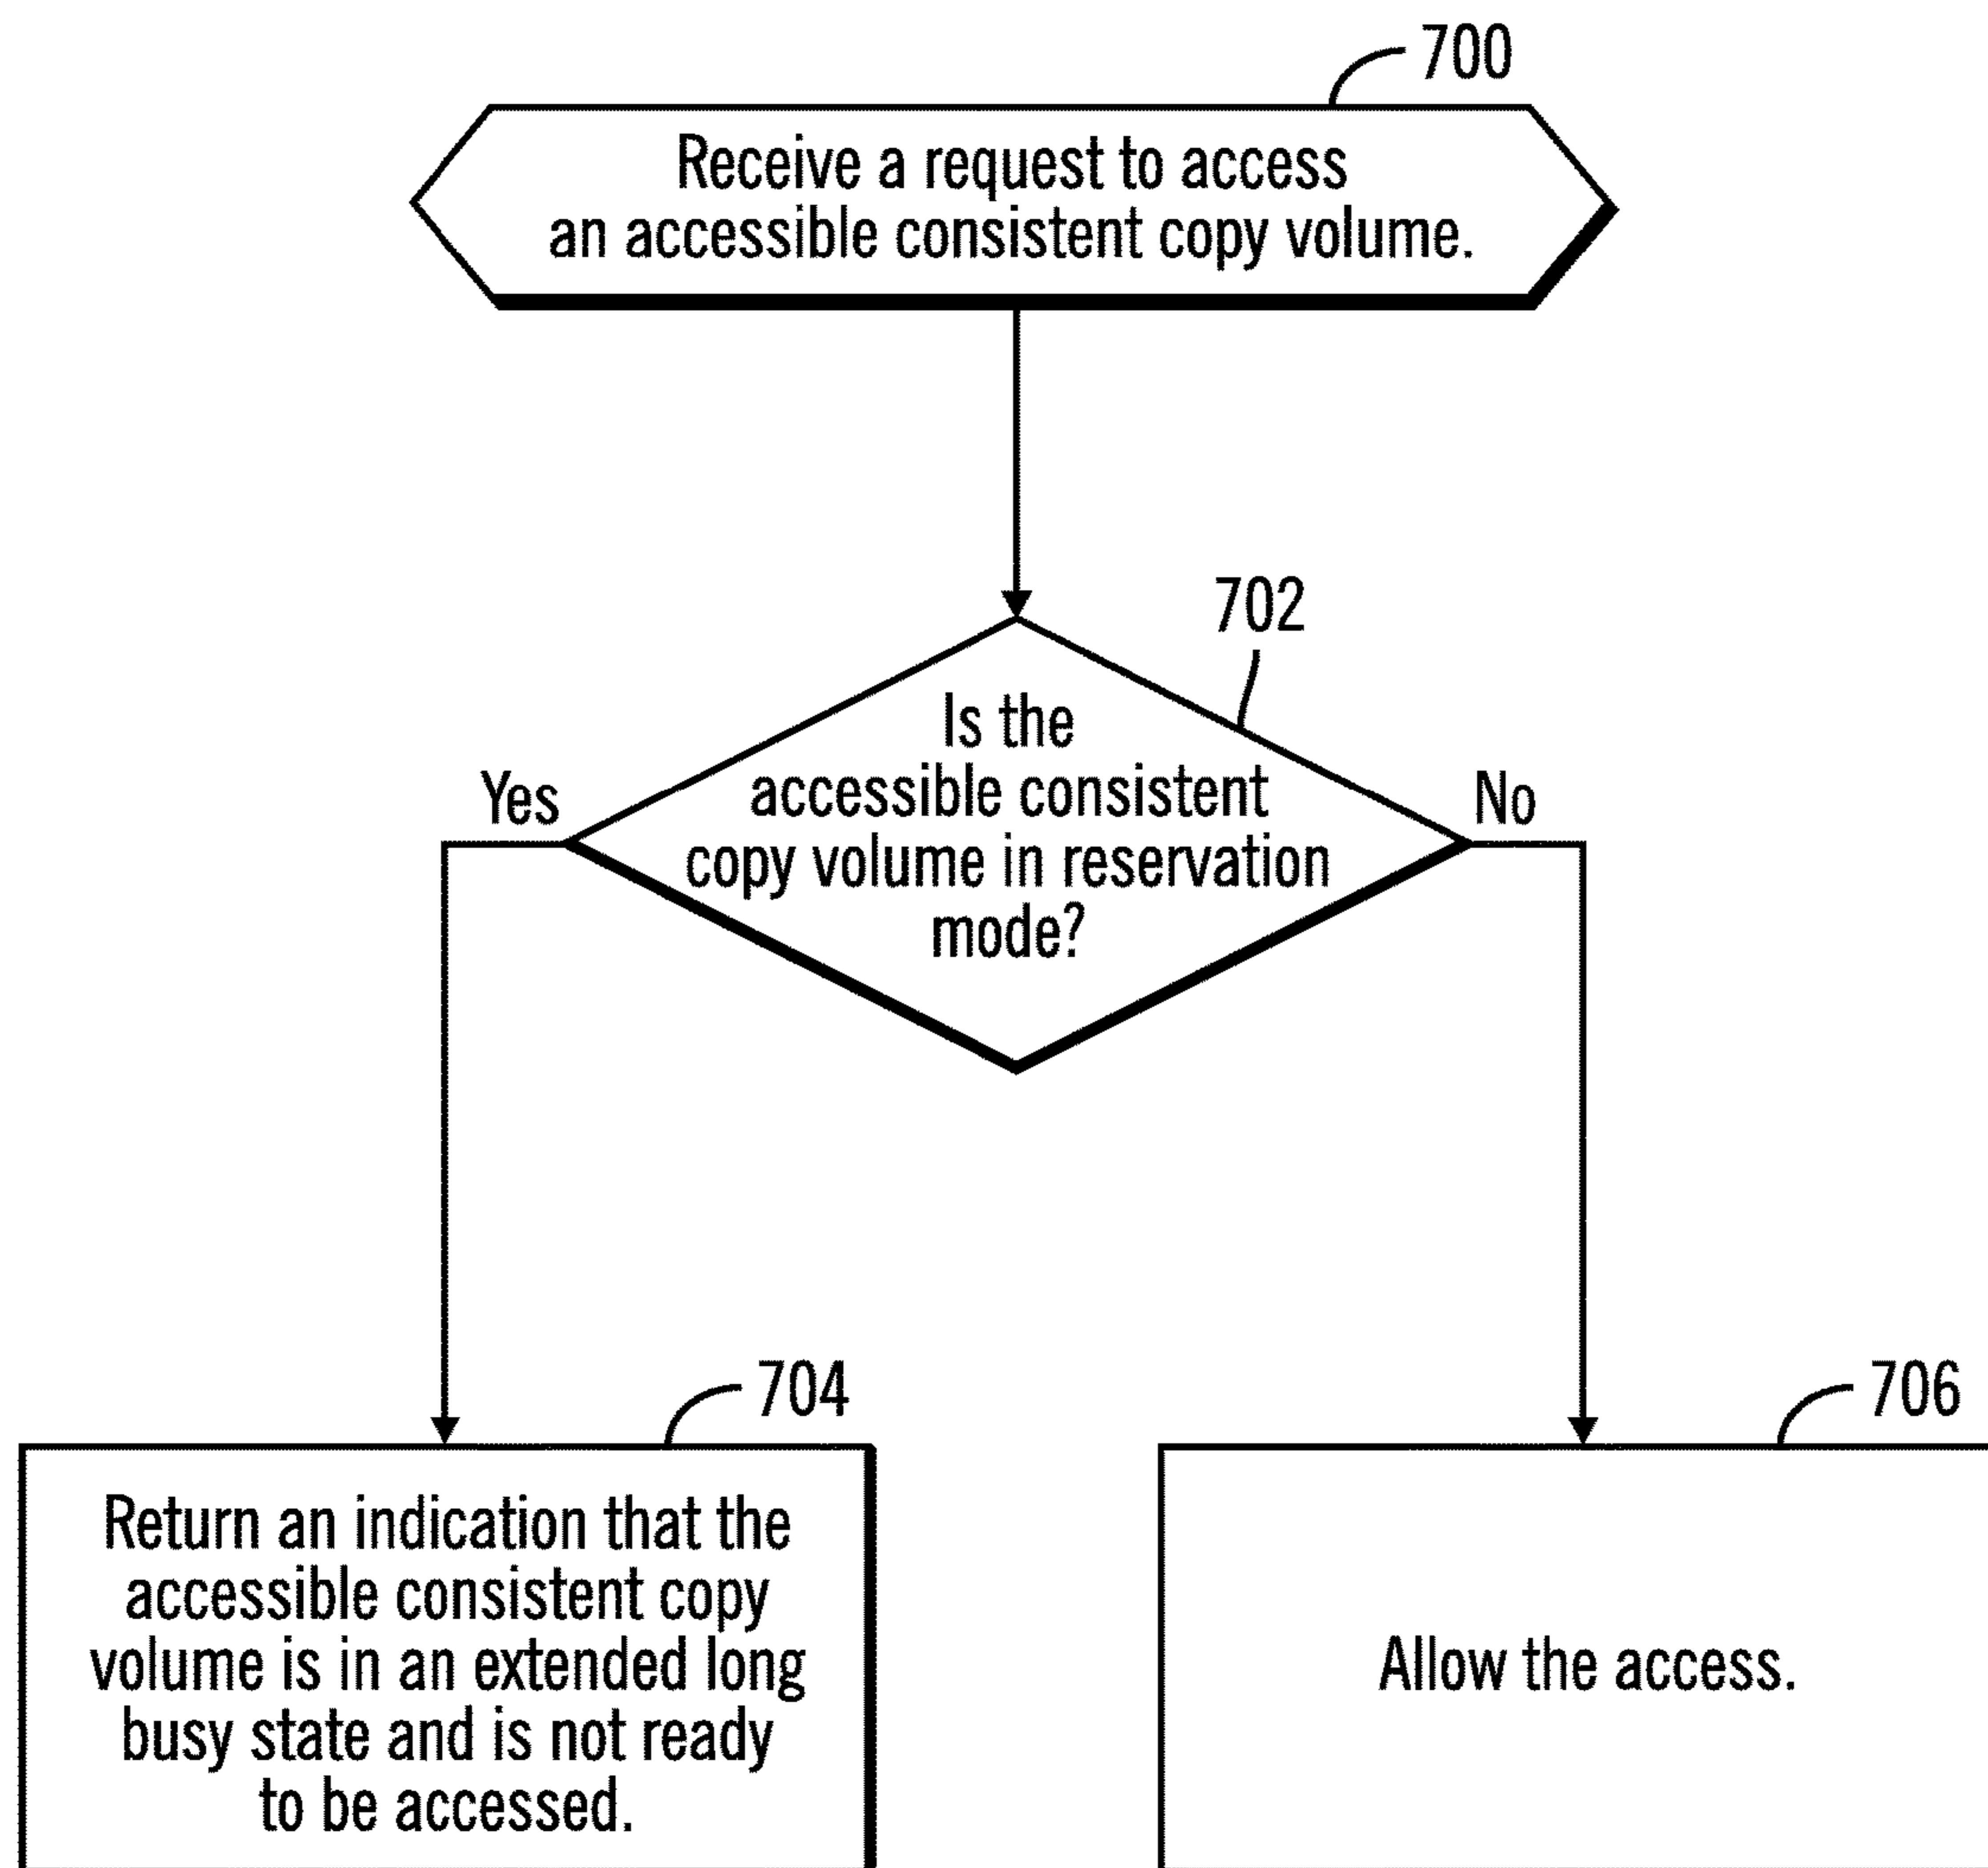 700
Receive a request to access
an accessible consistent copy volume.
702
Is the
accessible consistent
copy volume in reservation
mode?
Yes
No
704
Return an indication that the
accessible consistent copy
volume is in an extended long
busy state and is not ready
to be accessed.
706
Allow the access.